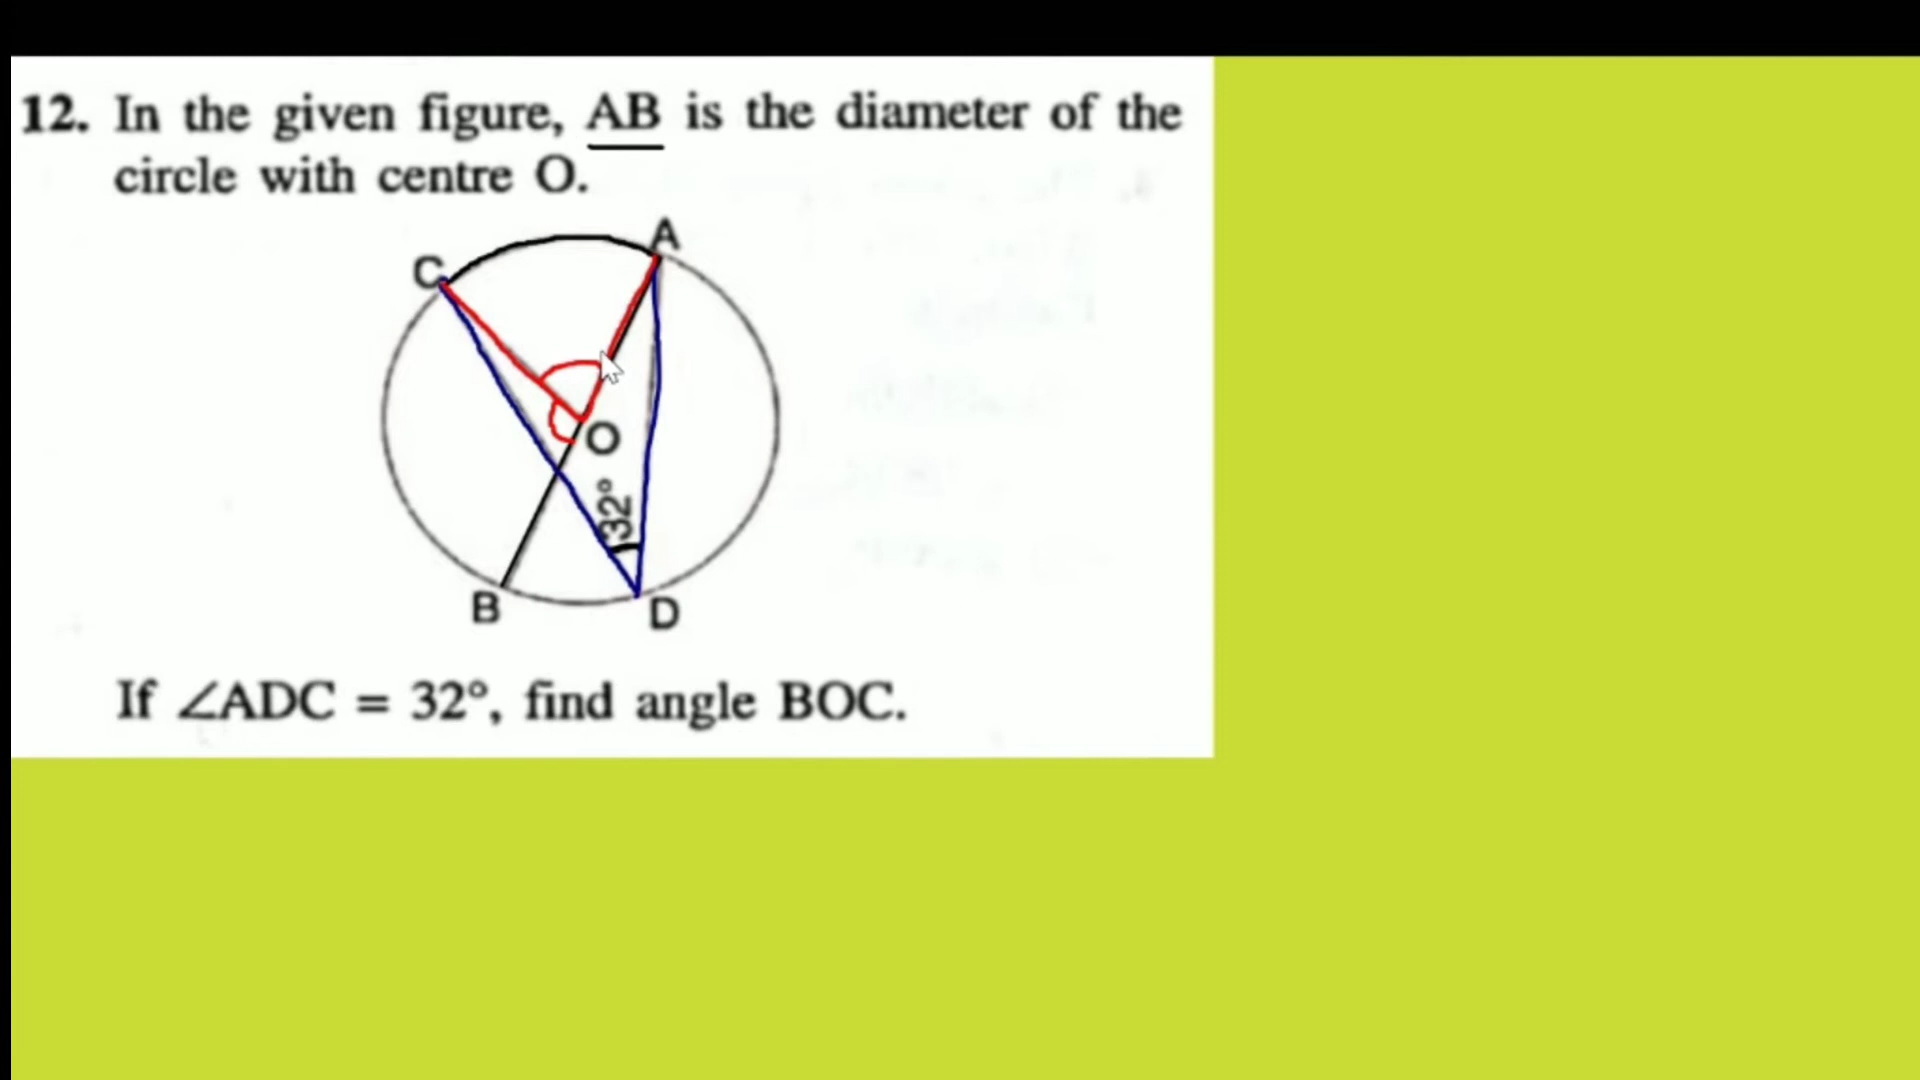 12. In the given figure, AB is the diameter of the
circle with centre O.
A
C
O
32°
B
D
If ∠ADC = 32°, find angle BOC.